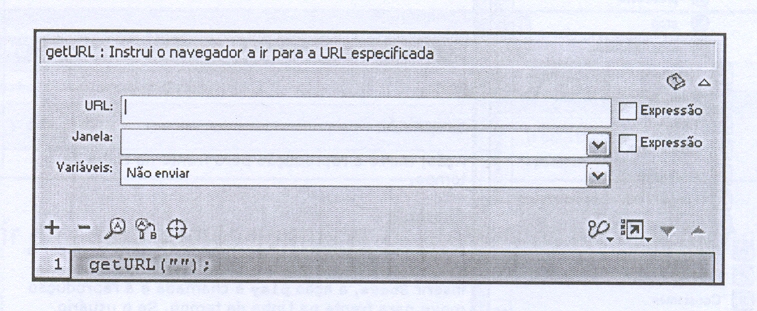 getURL : Instrui o navegador a ir para a URL especificada
URL: Expressão
Janela: Expressão
Variáveis: Não enviar
1 getURL("");